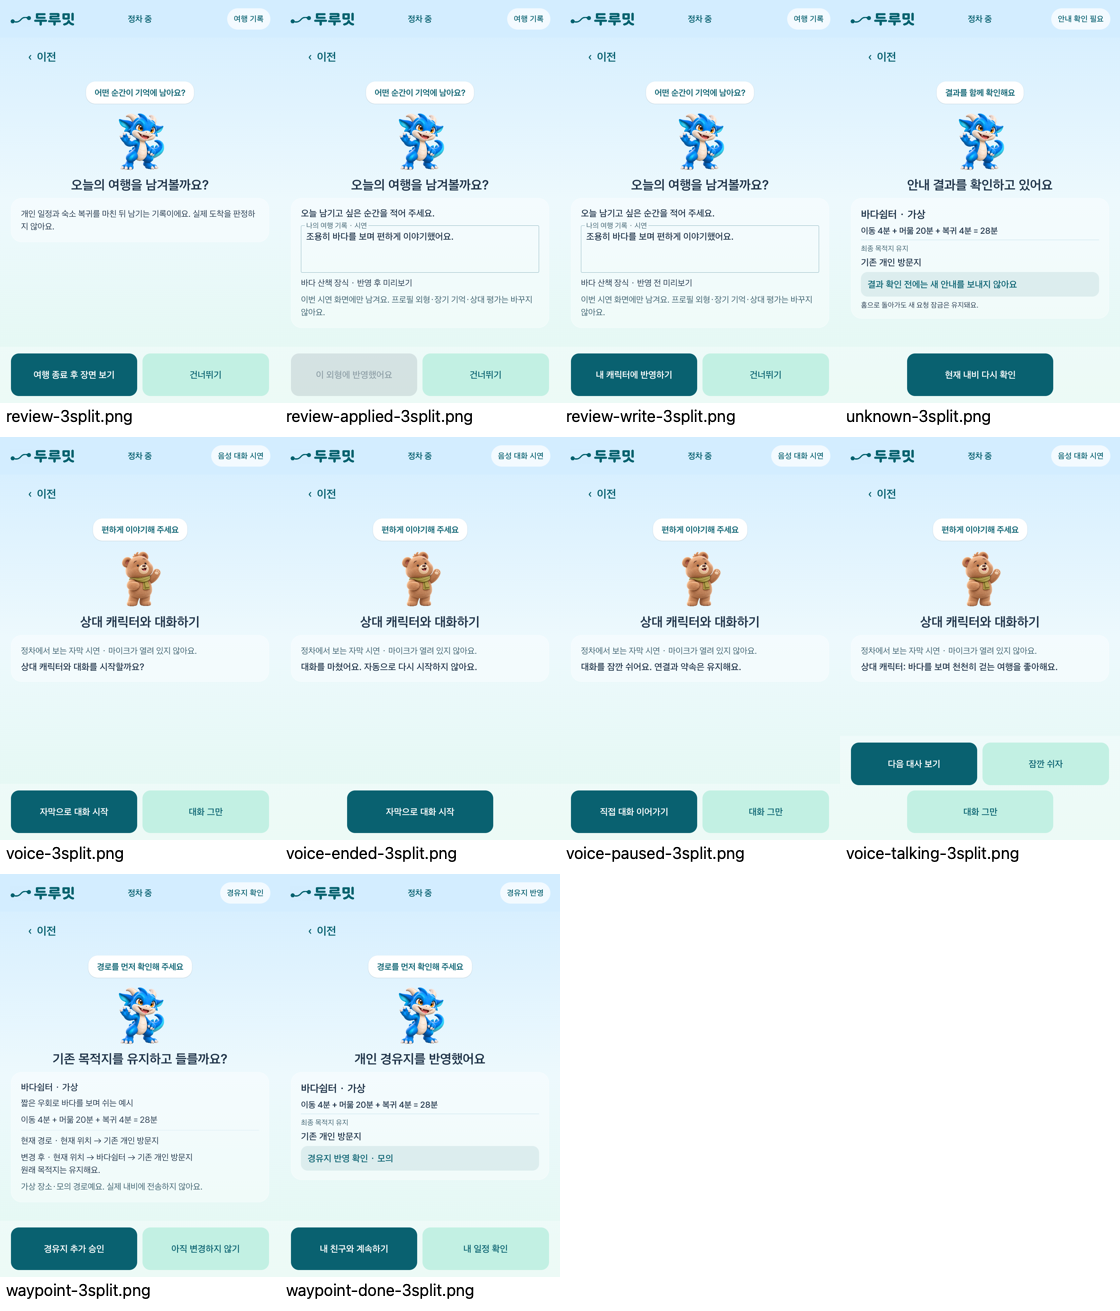 두루밋 정차 중 여행 기록
‹ 이전
어떤 순간이 기억에 남아요?
오늘의 여행을 남겨볼까요?
개인 일정과 숙소 복귀를 마친 뒤 남기는 기록이에요. 실제 도착을 판정하
지 않아요.
여행 종료 후 장면 보기 건너뛰기
review-3split.png
두루밋 정차 중 여행 기록
‹ 이전
어떤 순간이 기억에 남아요?
오늘의 여행을 남겨볼까요?
오늘 남기고 싶은 순간을 적어 주세요.
나의 여행 기록 · 시연
조용히 바다를 보며 편하게 이야기했어요.
바다 산책 장식 · 반영 후 미리보기
이번 시연 화면에만 남겨요. 프로필 외형·장기 기억·상대 평가는 바꾸지
않아요.
이 외형에 반영했어요 건너뛰기
review-applied-3split.png
두루밋 정차 중 여행 기록
‹ 이전
어떤 순간이 기억에 남아요?
오늘의 여행을 남겨볼까요?
오늘 남기고 싶은 순간을 적어 주세요.
나의 여행 기록 · 시연
조용히 바다를 보며 편하게 이야기했어요.
바다 산책 장식 · 반영 전 미리보기
이번 시연 화면에만 남겨요. 프로필 외형·장기 기억·상대 평가는 바꾸지
않아요.
내 캐릭터에 반영하기 건너뛰기
review-write-3split.png
두루밋 정차 중 안내 확인 필요
‹ 이전
결과를 함께 확인해요
안내 결과를 확인하고 있어요
바다쉼터 · 가상
이동 4분 + 머묾 20분 + 복귀 4분 = 28분
최종 목적지 유지
기존 개인 방문지
결과 확인 전에는 새 안내를 보내지 않아요
홈으로 돌아가도 새 요청 잠금은 유지돼요.
현재 내비 다시 확인
unknown-3split.png
두루밋 정차 중 음성 대화 시연
‹ 이전
편하게 이야기해 주세요
상대 캐릭터와 대화하기
정차에서 보는 자막 시연 · 마이크가 열려 있지 않아요.
상대 캐릭터와 대화를 시작할까요?
자막으로 대화 시작 대화 그만
voice-3split.png
두루밋 정차 중 음성 대화 시연
‹ 이전
편하게 이야기해 주세요
상대 캐릭터와 대화하기
정차에서 보는 자막 시연 · 마이크가 열려 있지 않아요.
대화를 마쳤어요. 자동으로 다시 시작하지 않아요.
자막으로 대화 시작
voice-ended-3split.png
두루밋 정차 중 음성 대화 시연
‹ 이전
편하게 이야기해 주세요
상대 캐릭터와 대화하기
정차에서 보는 자막 시연 · 마이크가 열려 있지 않아요.
대화를 잠깐 쉬어요. 연결과 약속은 유지해요.
직접 대화 이어가기 대화 그만
voice-paused-3split.png
두루밋 정차 중 음성 대화 시연
‹ 이전
편하게 이야기해 주세요
상대 캐릭터와 대화하기
정차에서 보는 자막 시연 · 마이크가 열려 있지 않아요.
상대 캐릭터: 바다를 보며 천천히 걷는 여행을 좋아해요.
다음 대사 보기 잠깐 쉬자
대화 그만
voice-talking-3split.png
두루밋 정차 중 경유지 확인
‹ 이전
경로를 먼저 확인해 주세요
기존 목적지를 유지하고 들를까요?
바다쉼터 · 가상
짧은 우회로 바다를 보며 쉬는 예시
이동 4분 + 머묾 20분 + 복귀 4분 = 28분
현재 경로 · 현재 위치 → 기존 개인 방문지
변경 후 · 현재 위치 → 바다쉼터 → 기존 개인 방문지
원래 목적지는 유지해요.
가상 장소·모의 경로예요. 실제 내비에 전송하지 않아요.
경유지 추가 승인 아직 변경하지 않기
waypoint-3split.png
두루밋 정차 중 경유지 반영
‹ 이전
경로를 먼저 확인해 주세요
개인 경유지를 반영했어요
바다쉼터 · 가상
이동 4분 + 머묾 20분 + 복귀 4분 = 28분
최종 목적지 유지
기존 개인 방문지
경유지 반영 확인 · 모의
내 친구와 계속하기 내 일정 확인
waypoint-done-3split.png